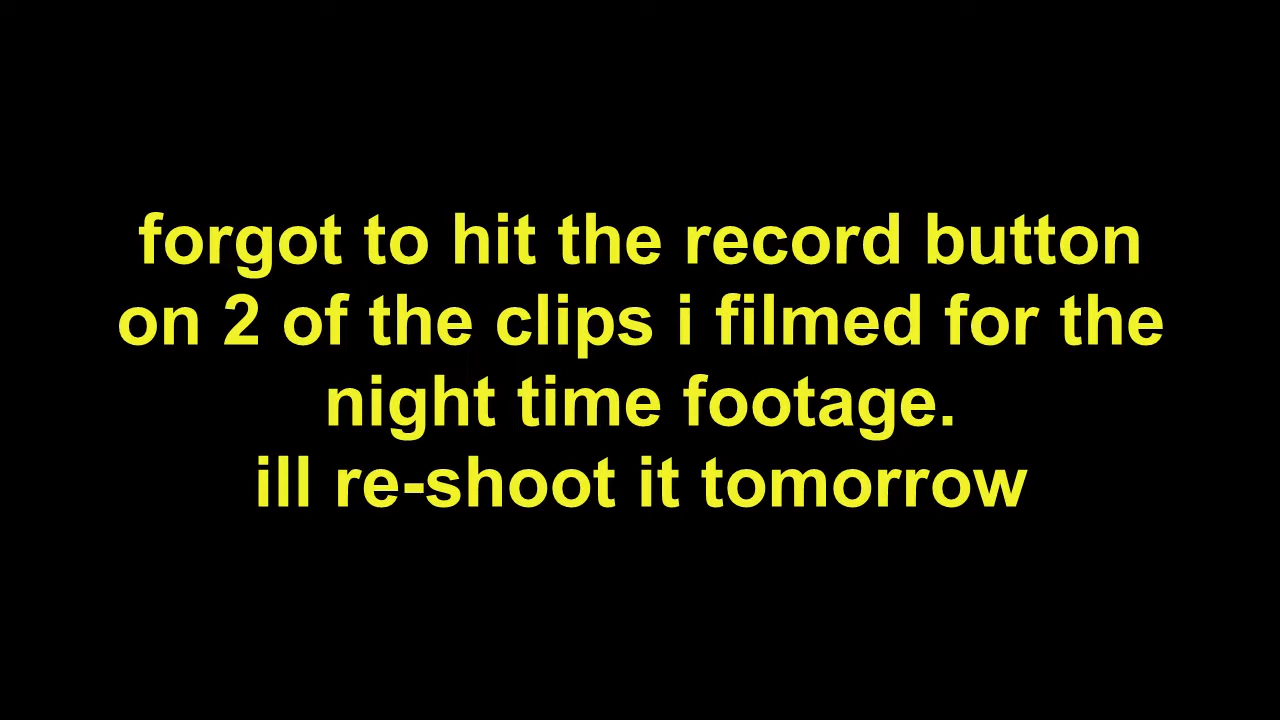 forgot to hit the record button
on 2 of the clips i filmed for the
night time footage.
ill re-shoot it tomorrow